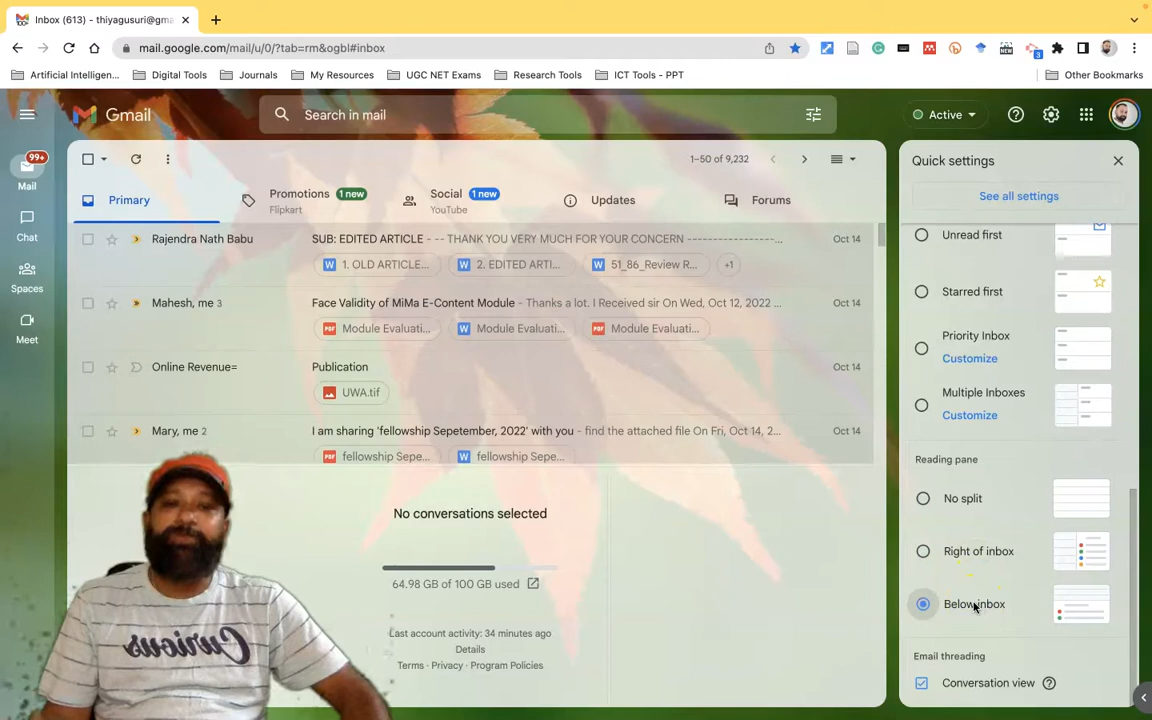 Inbox (613) - thiyagusuri@gma
mail.google.com/mail/u/0/?tab=rm&ogbl#inbox
Artificial Intelligen... Digital Tools Journals My Resources UGC NET Exams Research Tools ICT Tools - PPT Other Bookmarks
3
Gmail
Search in mail
Active
99+
Mail
Chat
Spaces
Meet
1–50 of 9,232
Primary
Promotions 1 new
Flipkart
Social 1 new
YouTube
Updates
Forums
Rajendra Nath Babu SUB: EDITED ARTICLE - -- THANK YOU VERY MUCH FOR YOUR CONCERN ----------------... Oct 14
1. OLD ARTICLE... 2. EDITED ARTI... 51_86_Review R... +1
Mahesh, me 3 Face Validity of MiMa E-Content Module - Thanks a lot. I Received sir On Wed, Oct 12, 2022 ... Oct 14
PDF Module Evaluati... Module Evaluati... PDF Module Evaluati...
Online Revenue= Publication Oct 14
UWA.tif
Mary, me 2 I am sharing 'fellowship Sepetember, 2022' with you - find the attached file On Fri, Oct 14, 2... Oct 14
PDF fellowship Sepe... fellowship Sepe...
No conversations selected
64.98 GB of 100 GB used
Last account activity: 34 minutes ago
Details
Terms · Privacy · Program Policies
Quick settings
See all settings
Unread first
Starred first
Priority Inbox
Customize
Multiple Inboxes
Customize
Reading pane
No split
Right of inbox
Below inbox
Email threading
Conversation view
Curious